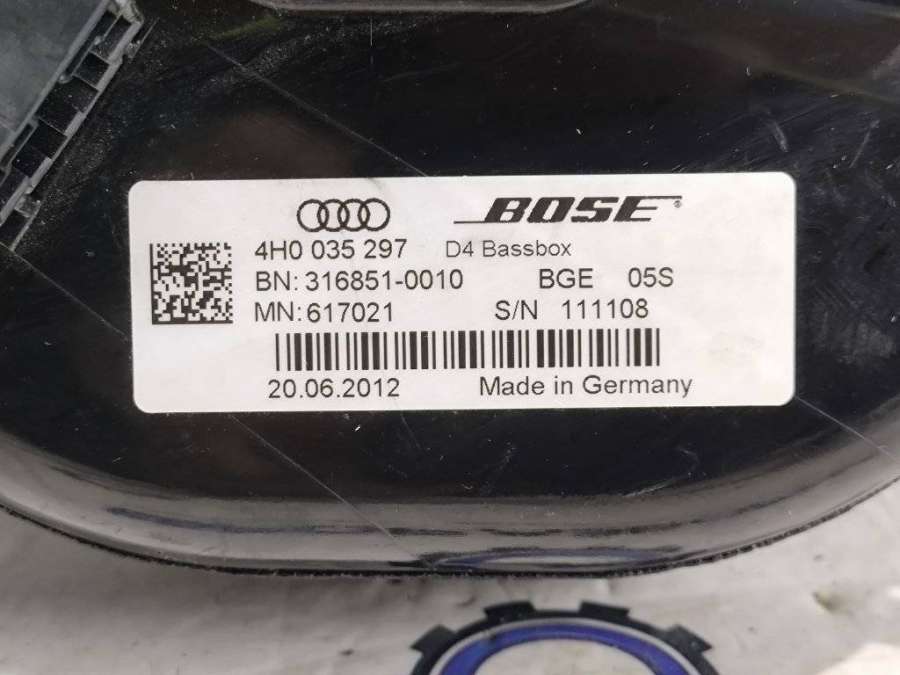 BOSE®
4H0 035 297 D4 Bassbox
BN: 316851-0010 BGE 05S
MN: 617021 S/N 111108
20.06.2012 Made in Germany